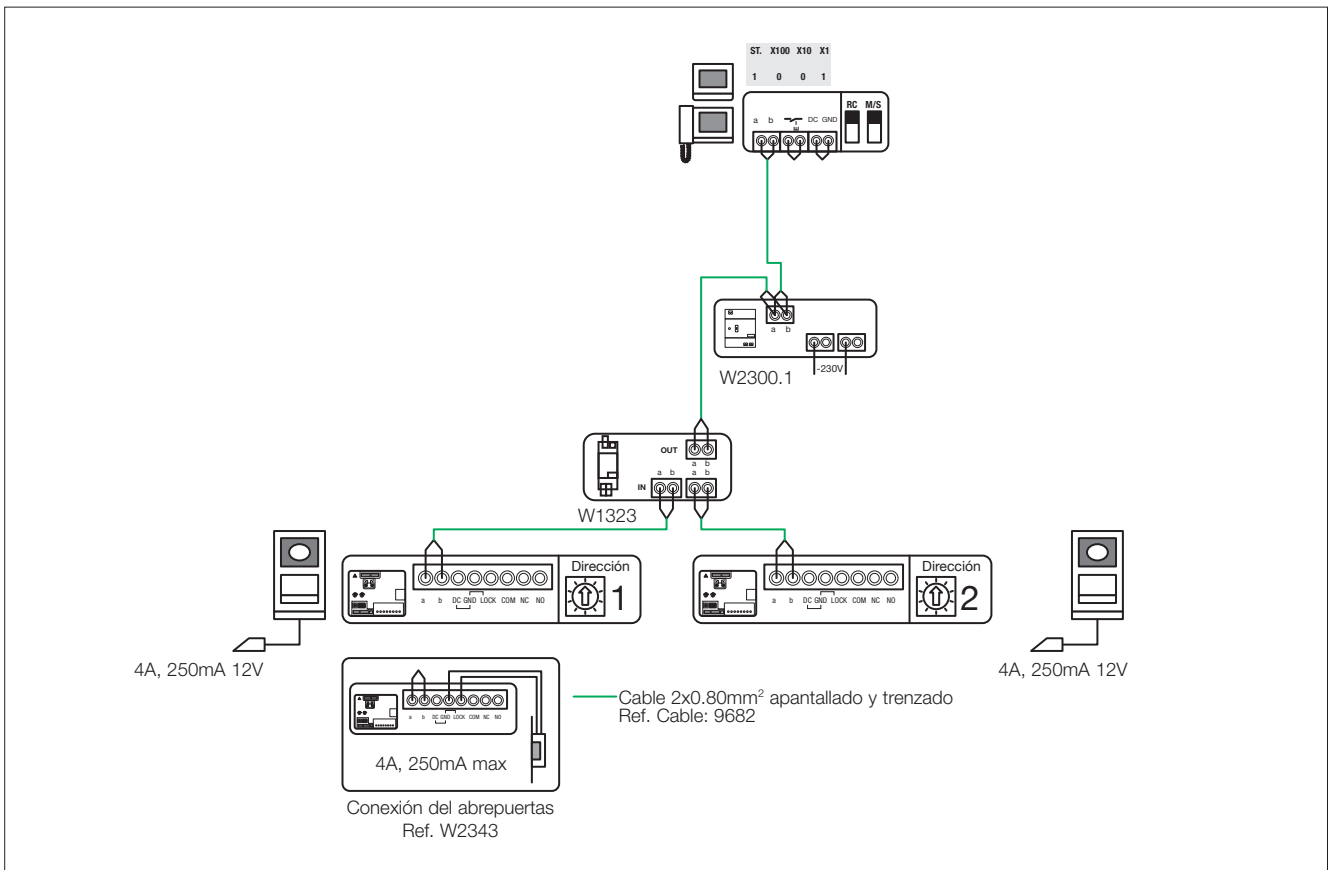 ST. X100 X10 X1
1 0 0 1
RC M/S
a b DC GND
a b
-230V
W2300.1
OUT
a b
a b a b
IN
W1323
Dirección
1
a b DC GND LOCK COM NC NO
Dirección
2
a b DC GND LOCK COM NC NO
4A, 250mA 12V
4A, 250mA 12V
a b DC GND LOCK COM NC NO
4A, 250mA max
Cable 2x0.80mm² apantallado y trenzado
Ref. Cable: 9682
Conexión del abrepuertas
Ref. W2343